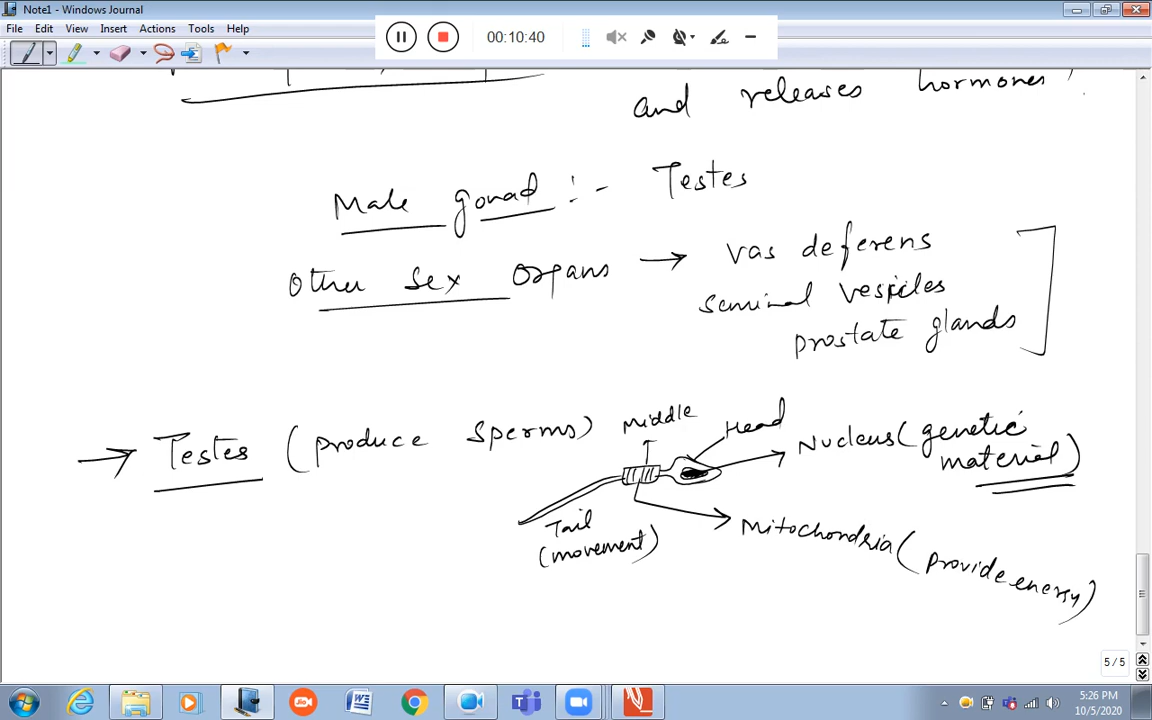 Note1 - Windows Journal
File Edit View Insert Actions Tools Help
00:10:40
and releases hormones
Male gonad :- Testes
Other sex organs → vas deferens
seminal vesicles
prostate glands
→ Testes (produce sperms)
Middle
Head
Nucleus (genetic
material)
Tail
(movement)
Mitochondria (provide energy)
5 / 5
5:26 PM
10/5/2020